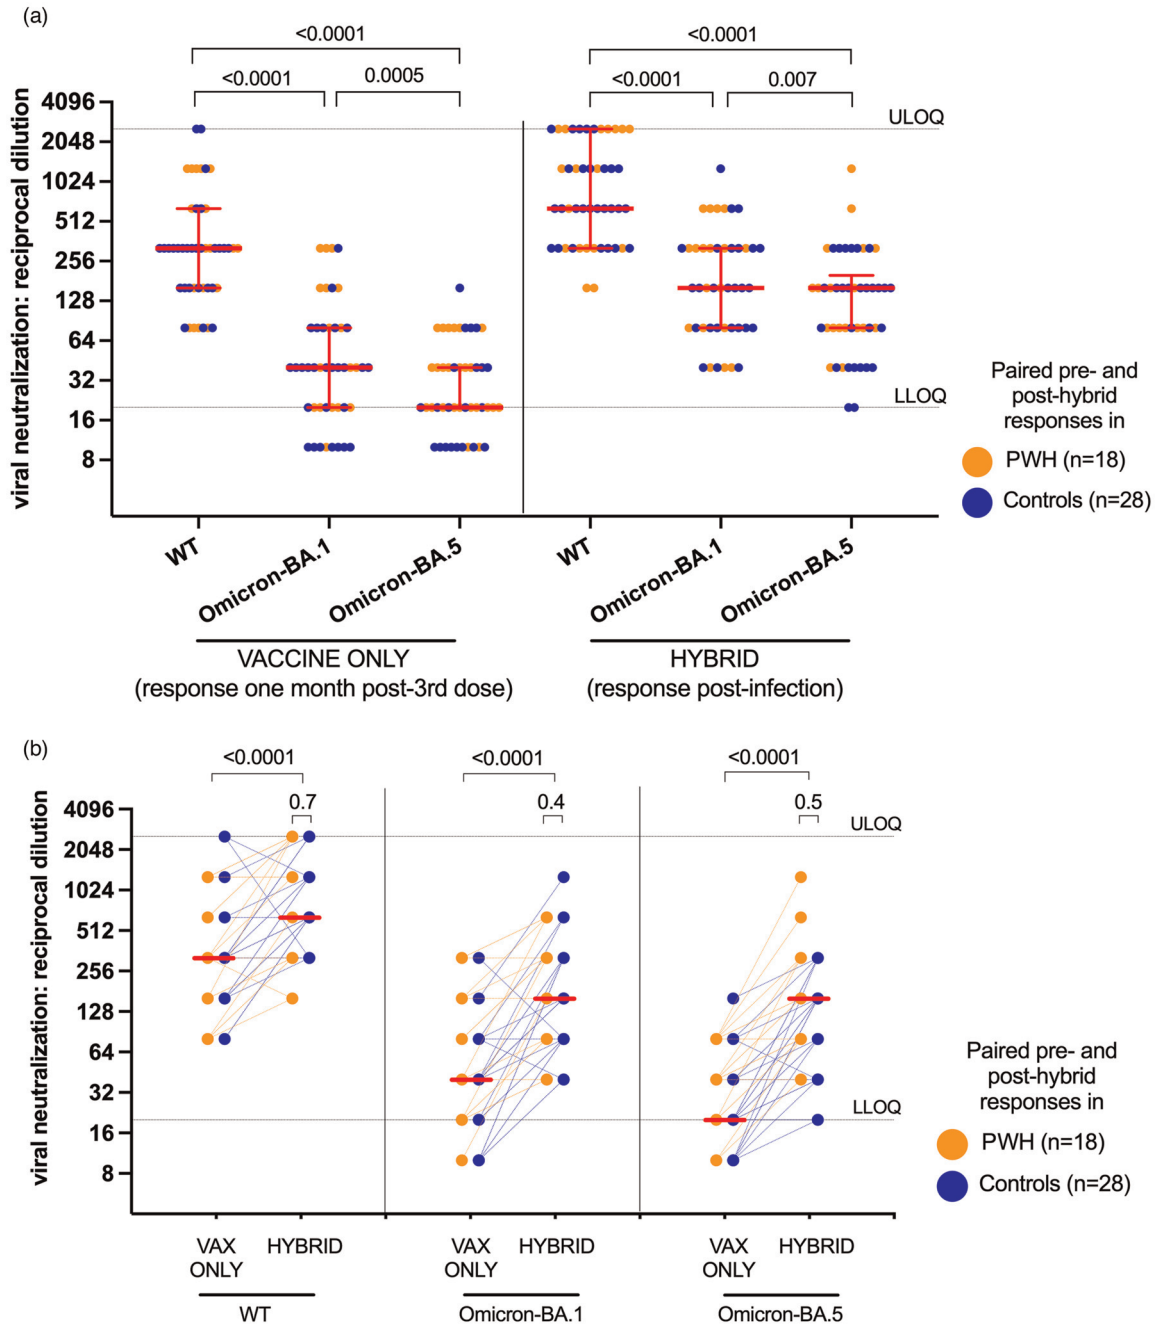 (a)
<0.0001
<0.0001
<0.0001
0.0005
<0.0001
0.007
viral neutralization: reciprocal dilution
4096
2048
1024
512
256
128
64
32
16
8
ULOQ
LLOQ
Paired pre- and
post-hybrid
responses in
PWH (n=18)
Controls (n=28)
WT
Omicron-BA.1
Omicron-BA.5
WT
Omicron-BA.1
Omicron-BA.5
VACCINE ONLY
(response one month post-3rd dose)
HYBRID
(response post-infection)
(b)
<0.0001
<0.0001
<0.0001
0.7
0.4
0.5
viral neutralization: reciprocal dilution
4096
2048
1024
512
256
128
64
32
16
8
ULOQ
LLOQ
Paired pre- and
post-hybrid
responses in
PWH (n=18)
Controls (n=28)
VAX
ONLY
HYBRID
VAX
ONLY
HYBRID
VAX
ONLY
HYBRID
WT
Omicron-BA.1
Omicron-BA.5